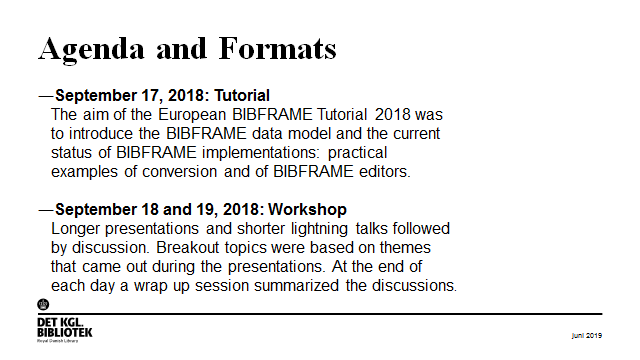 Agenda and Formats
—September 17, 2018: Tutorial
The aim of the European BIBFRAME Tutorial 2018 was
to introduce the BIBFRAME data model and the current
status of BIBFRAME implementations: practical
examples of conversion and of BIBFRAME editors.
—September 18 and 19, 2018: Workshop
Longer presentations and shorter lightning talks followed
by discussion. Breakout topics were based on themes
that came out during the presentations. At the end of
each day a wrap up session summarized the discussions.
DET KGL.
BIBLIOTEK
Royal Danish Library
juni 2019